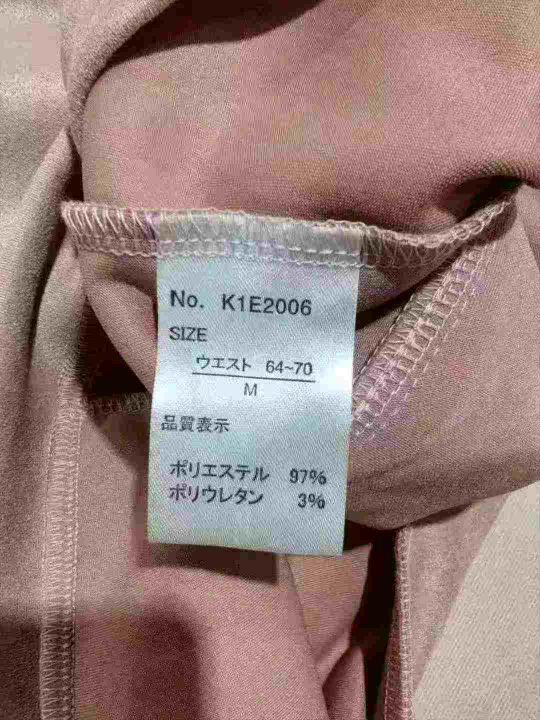 No. K1E2006
SIZE
ウエスト 64~70
M
品質表示
ポリエステル 97%
ポリウレタン 3%